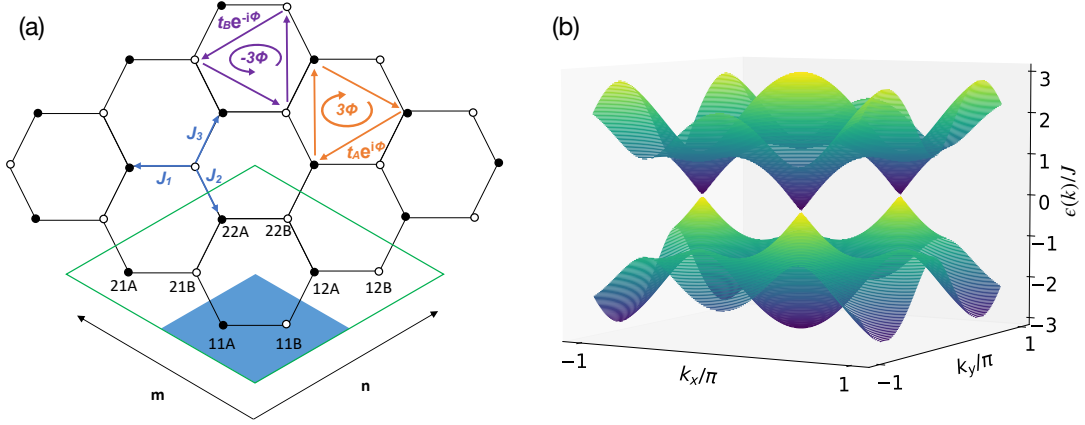 (a)
t_B e^-iΦ
-3Φ
3Φ
t_A e^iΦ
J_3
J_1
J_2
22A 22B
21A 21B 12A 12B
11A 11B
m n
(b)
3
2
1
0
−1
−2
−3
ϵ(k)/J
−1
k_x/π
1
−1
k_y/π
1